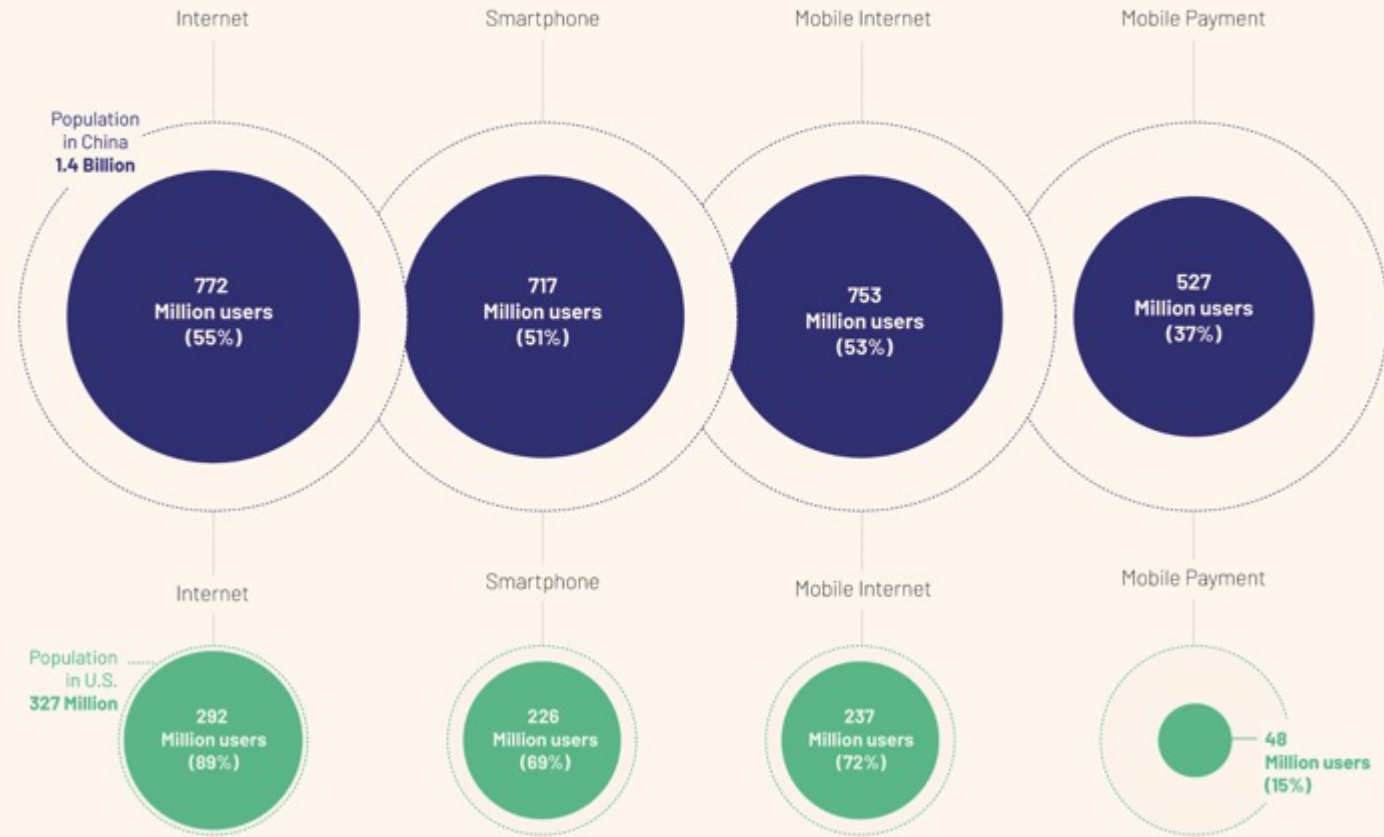 Internet
Smartphone
Mobile Internet
Mobile Payment
Population
in China
1.4 Billion
772
Million users
(55%)
717
Million users
(51%)
753
Million users
(53%)
527
Million users
(37%)
Internet
Smartphone
Mobile Internet
Mobile Payment
Population
in U.S.
327 Million
292
Million users
(89%)
226
Million users
(69%)
237
Million users
(72%)
48
Million users
(15%)